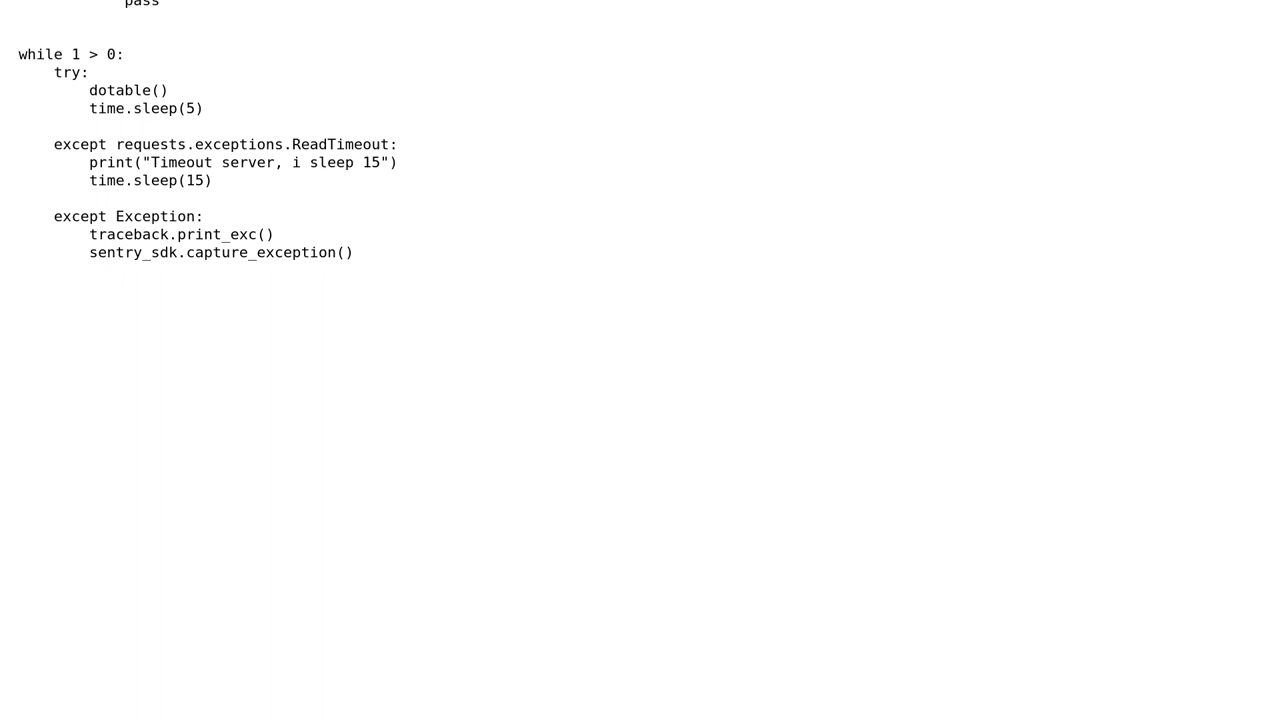 pass
while 1 > 0:
    try:
        dotable()
        time.sleep(5)
    except requests.exceptions.ReadTimeout:
        print("Timeout server, i sleep 15")
        time.sleep(15)
    except Exception:
        traceback.print_exc()
        sentry_sdk.capture_exception()